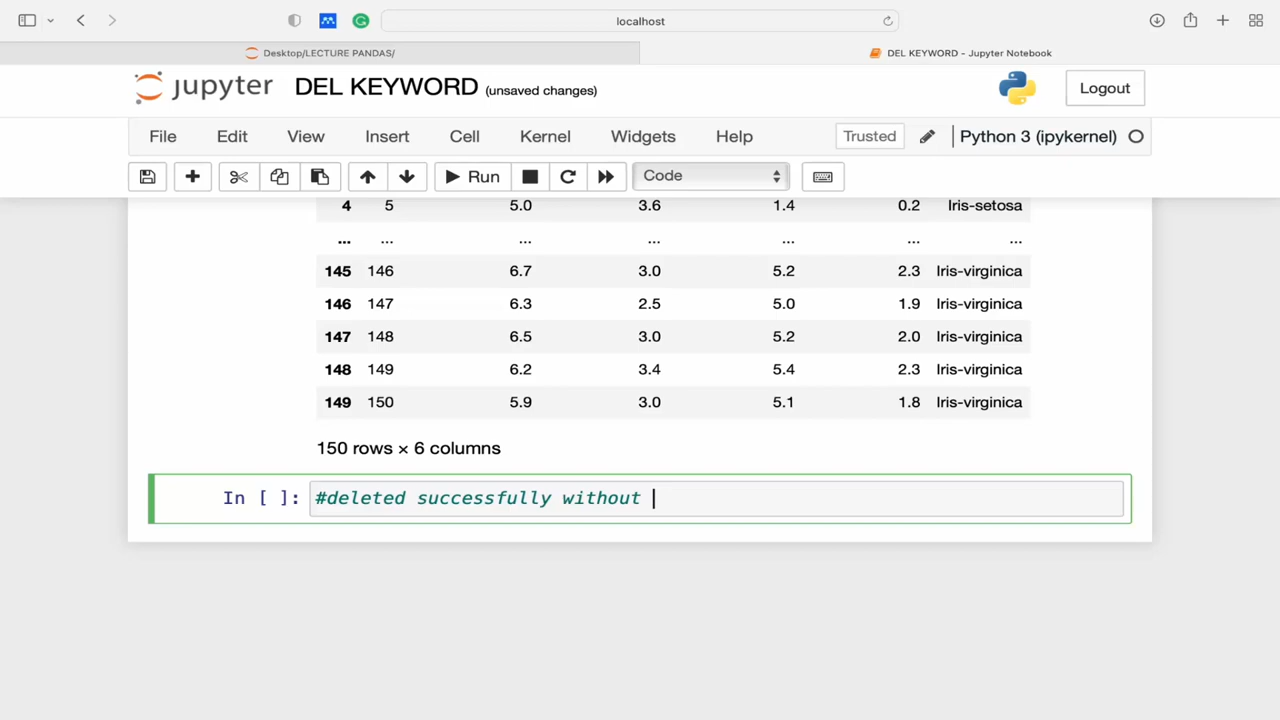 localhost
Desktop/LECTURE PANDAS/ DEL KEYWORD - Jupyter Notebook
jupyter DEL KEYWORD (unsaved changes) Logout
File Edit View Insert Cell Kernel Widgets Help Trusted Python 3 (ipykernel)
Run Code
4 5 5.0 3.6 1.4 0.2 Iris-setosa
... ... ... ... ... ... ...
145 146 6.7 3.0 5.2 2.3 Iris-virginica
146 147 6.3 2.5 5.0 1.9 Iris-virginica
147 148 6.5 3.0 5.2 2.0 Iris-virginica
148 149 6.2 3.4 5.4 2.3 Iris-virginica
149 150 5.9 3.0 5.1 1.8 Iris-virginica
150 rows × 6 columns
In [ ]: #deleted successfully without